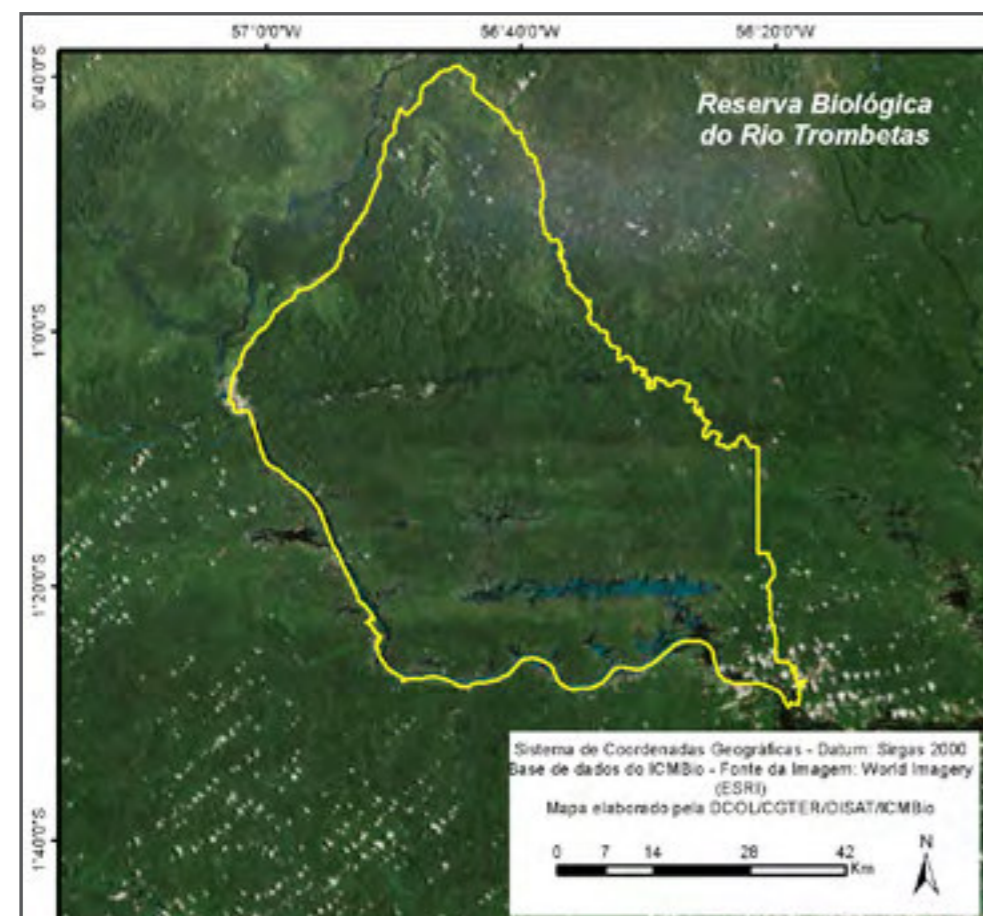 57°0'0"W 56°40'0"W 56°20'0"W
0°40'0"S
1°0'0"S
1°20'0"S
1°40'0"S
Reserva Biológica
do Rio Trombetas
Sistema de Coordenadas Geográficas - Datum: Sirgas 2000
Base de dados do ICMBio - Fonte da Imagem: World Imagery
(ESRI)
Mapa elaborado pela DCOL/CGTER/DISAT/ICMBio
N
0 7 14 28 42
Km